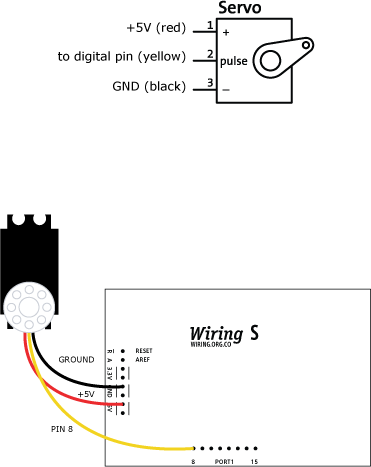 Servo
+5V (red)
1
+
to digital pin (yellow)
2
pulse
GND (black)
3
–
Wiring S
WIRING.ORG.CO
R
RESET
A
AREF
GROUND
3.3V
GND
+5V
5V
PIN 8
8
PORT1
15